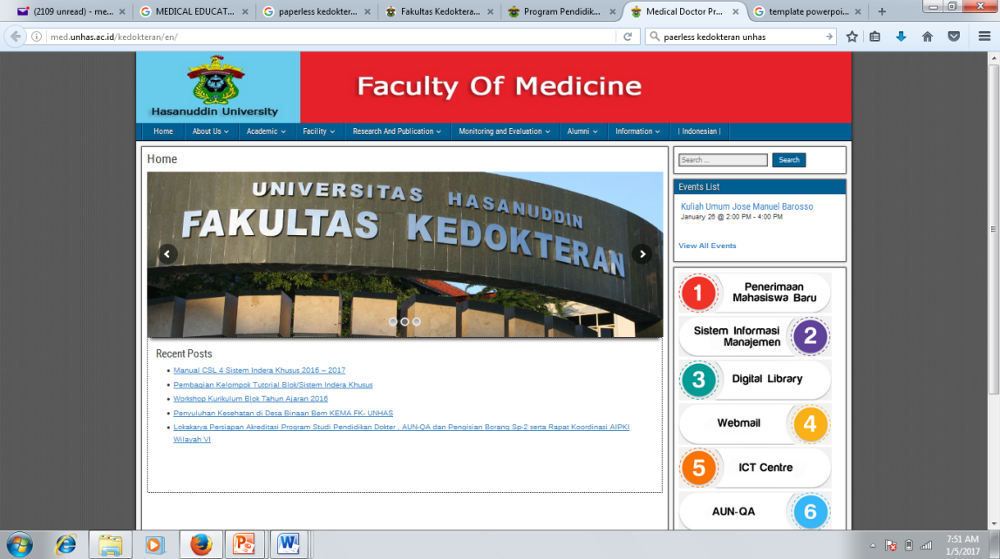 (2109 unread) - me...
MEDICAL EDUCAT...
paperless kedokter...
Fakultas Kedoktera...
Program Pendidik...
Medical Doctor Pr...
template powerpoi...
med.unhas.ac.id/kedokteran/en/
paerless kedokteran unhas
Hasanuddin University
Faculty Of Medicine
Home
About Us
Academic
Facility
Research And Publication
Monitoring and Evaluation
Alumni
Information
| Indonesian |
Home
UNIVERSITAS HASANUDDIN
FAKULTAS KEDOKTERAN
Recent Posts
Manual CSL 4 Sistem Indera Khusus 2016 – 2017
Pembagian Kelompok Tutorial Blok/Sistem Indera Khusus
Workshop Kurikulum Blok Tahun Ajaran 2016
Penyuluhan Kesehatan di Desa Binaan Bem KEMA FK- UNHAS
Lokakarya Persiapan Akreditasi Program Studi Pendidikan Dokter , AUN-QA dan Pengisian Borang Sp-2 serta Rapat Koordinasi AIPKI
Wilayah VI
Search ...
Search
Events List
Kuliah Umum Jose Manuel Barosso
January 26 @ 2:00 PM - 4:00 PM
View All Events
1
Penerimaan
Mahasiswa Baru
Sistem Informasi
Manajemen
2
3
Digital Library
Webmail
4
5
ICT Centre
AUN-QA
6
7:51 AM
1/5/2017